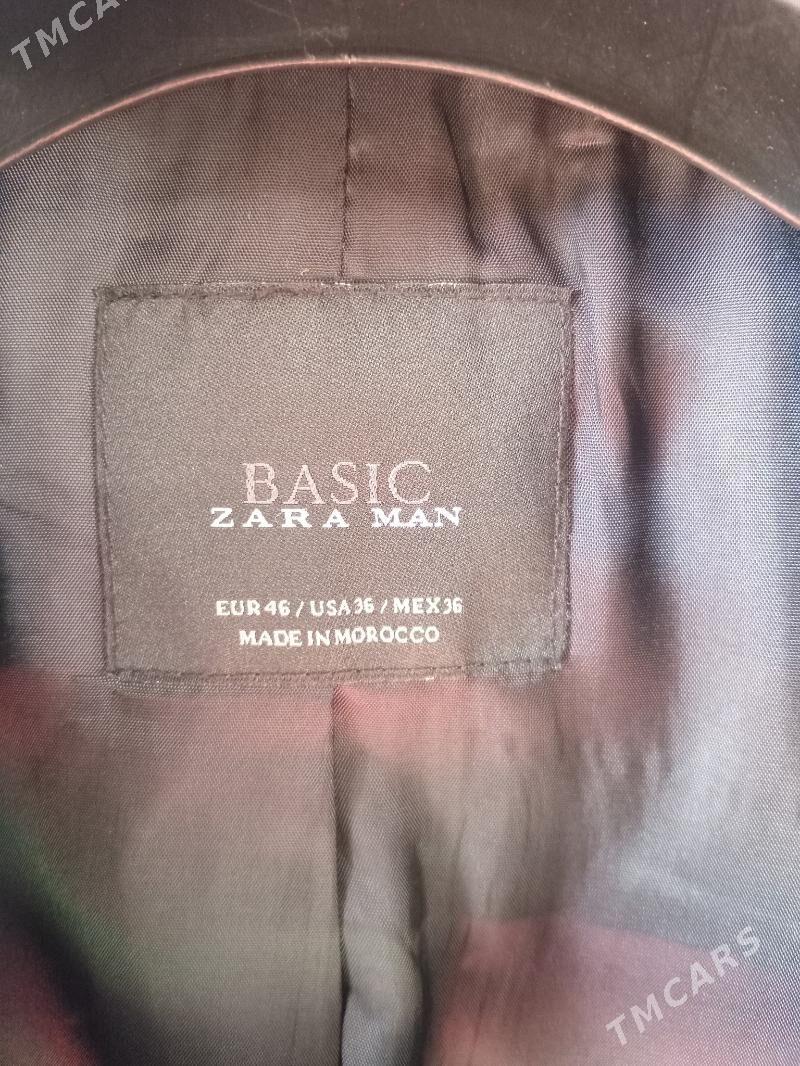 TMCARS
BASIC
ZARA MAN
EUR 46 / USA 36 / MEX 36
MADE IN MOROCCO
TMCARS